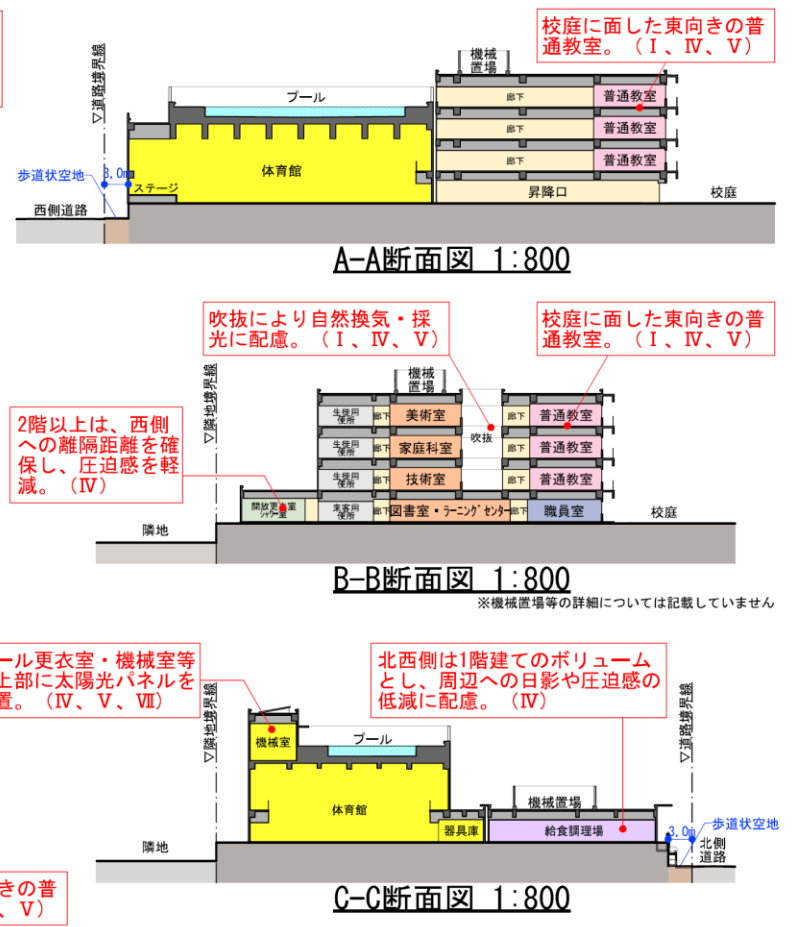 校庭に面した東向きの普
通教室。（Ⅰ、Ⅳ、Ⅴ）
機械
置場
▽道路境界線
プール
廊下
普通教室
廊下
普通教室
体育館
廊下
普通教室
歩道状空地
3.0m
ステージ
昇降口
校庭
西側道路
A-A断面図 1:800
吹抜により自然換気・採
光に配慮。（Ⅰ、Ⅳ、Ⅴ）
校庭に面した東向きの普
通教室。（Ⅰ、Ⅳ、Ⅴ）
▽隣地境界線
機械
置場
2階以上は、西側
への離隔距離を確
保し、圧迫感を軽
減。（Ⅳ）
生徒用
便所
廊下
美術室
吹抜
廊下
普通教室
生徒用
便所
廊下
家庭科室
廊下
普通教室
生徒用
便所
廊下
技術室
廊下
普通教室
開放更衣室
シャワー室
来客用
便所
廊下
図書室・ラーニングセンター
廊下
職員室
校庭
隣地
B-B断面図 1:800
※機械置場等の詳細については記載していません
ール更衣室・機械室等
上部に太陽光パネルを
置。（Ⅳ、Ⅴ、Ⅶ）
北西側は1階建てのボリューム
とし、周辺への日影や圧迫感の
低減に配慮。（Ⅳ）
▽隣地境界線
▽道路境界線
機械室
プール
体育館
機械置場
器具庫
給食調理場
3.0m
歩道状空地
北側
道路
隣地
きの普
、Ⅴ）
C-C断面図 1:800